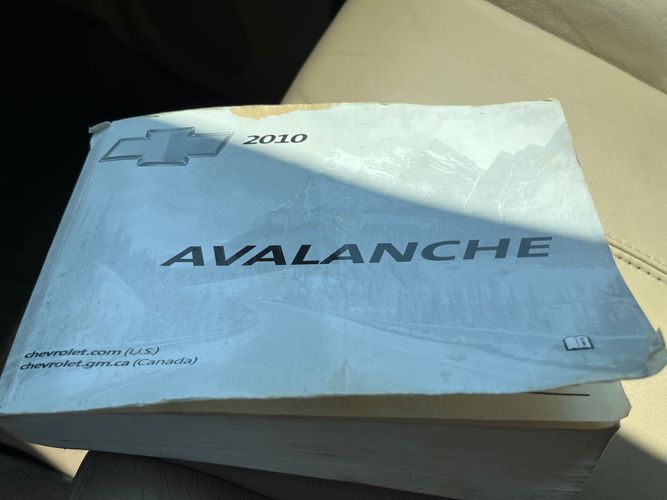 2010
AVALANCHE
chevrolet.com (U.S.)
chevrolet.gm.ca (Canada)